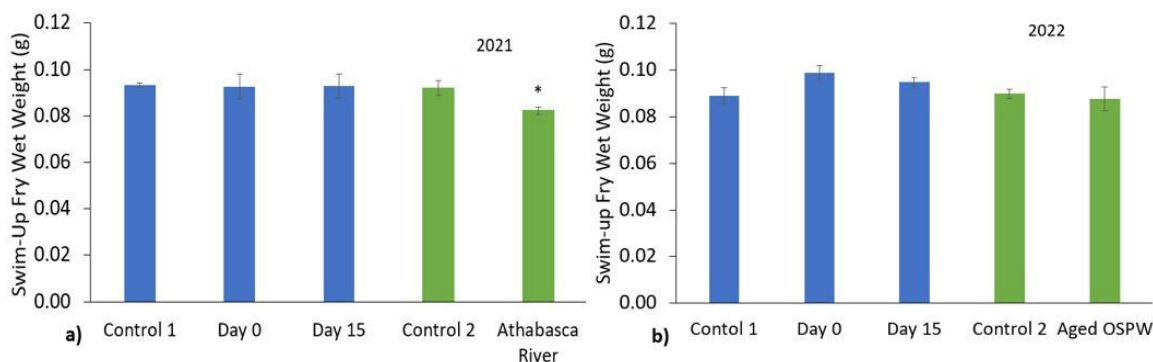 Swim-Up Fry Wet Weight (g)
0.12
0.10
0.08
0.06
0.04
0.02
0.00
2021
*
a)
Control 1 Day 0 Day 15 Control 2 Athabasca
River
Swim-up Fry Wet Weight (g)
0.12
0.10
0.08
0.06
0.04
0.02
0.00
2022
b)
Control 1 Day 0 Day 15 Control 2 Aged OSPW